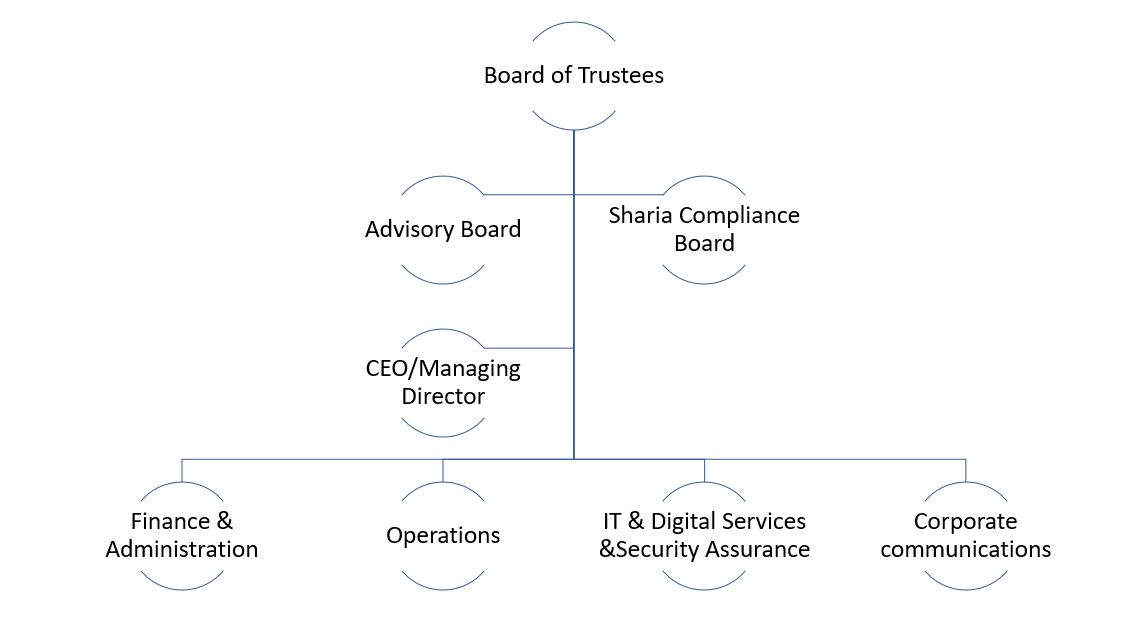 Board of Trustees
Advisory Board
Sharia Compliance
Board
CEO/Managing
Director
Finance &
Administration
Operations
IT & Digital Services
&Security Assurance
Corporate
communications